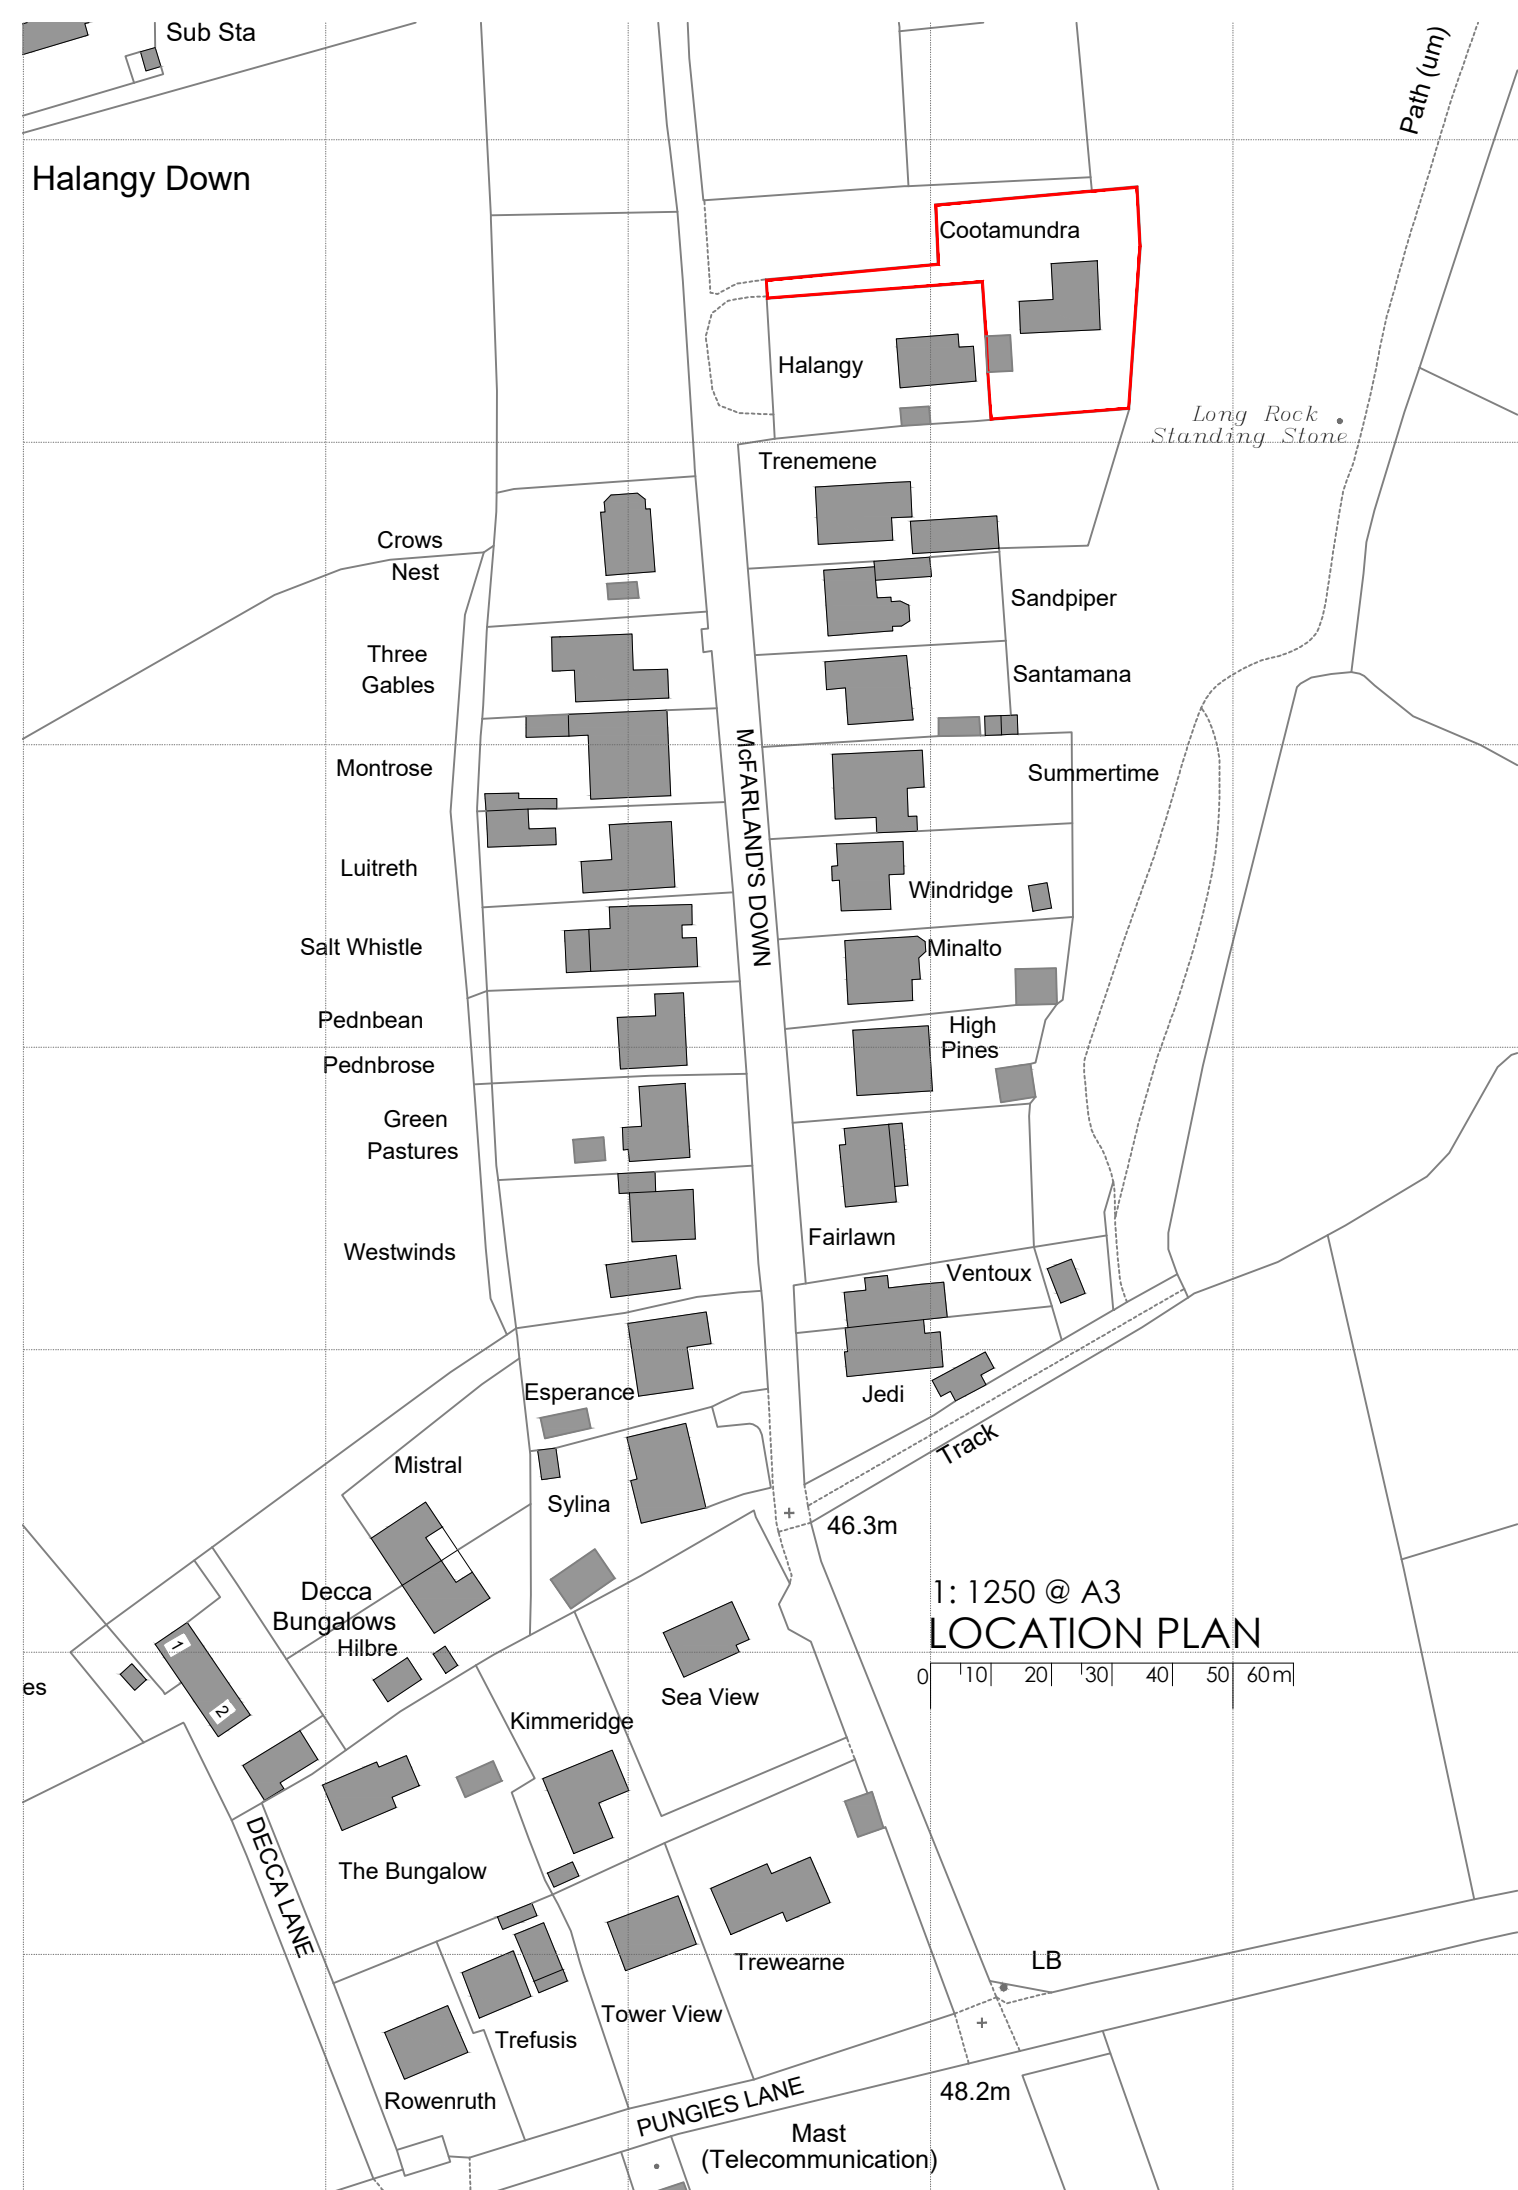 Sub Sta
Path (um)
Halangy Down
Cootamundra
Halangy
Long Rock
Standing Stone
Trenemene
Crows
Nest
Sandpiper
Three
Gables
Santamana
McFARLAND'S DOWN
Montrose
Summertime
Luitreth
Windridge
Salt Whistle
Minalto
Pednbean
High
Pines
Pednbrose
Green
Pastures
Fairlawn
Westwinds
Ventoux
Esperance
Jedi
Track
Mistral
Sylina
46.3m
Decca
Bungalows
Hilbre
1: 1250 @ A3
LOCATION PLAN
0 10 20 30 40 50 60m
1
2
es
Sea View
Kimmeridge
DECCA LANE
The Bungalow
Trewearne
LB
Tower View
Trefusis
Rowenruth
48.2m
PUNGIES LANE
Mast
(Telecommunication)